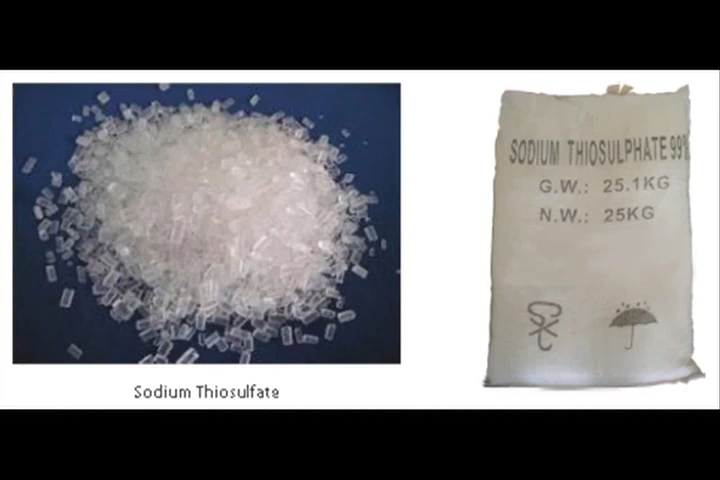 Sodium Thiosulfate
SODIUM THIOSULPHATE 99%
G.W.: 25.1KG
N.W.: 25KG